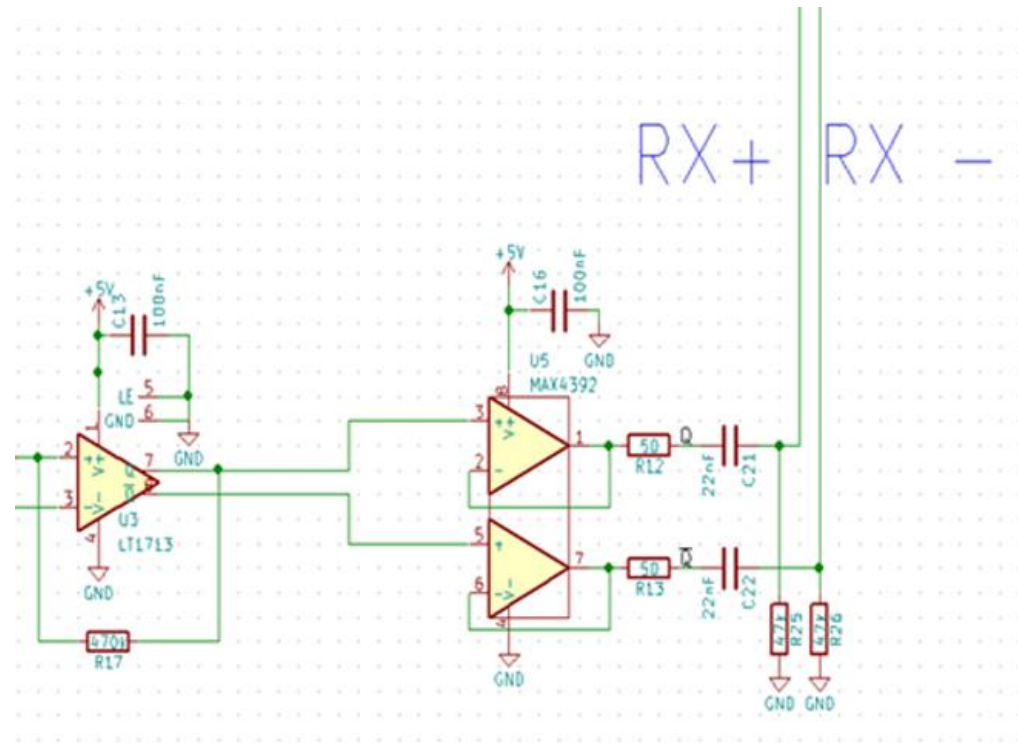 RX+ RX -
+5V
C13
100nF
LE 5
GND 6
GND
1
2
3
4
+
V+
-
V-
Q
7
8
U3
LT1713
GND
470k
R17
+5V
C16
100nF
GND
U5
MAX4392
8
3
+
V+
2
-
1
50
R12
Q
22nF
C21
5
+
6
-
V-
7
4
GND
50
R13
Q̅
22nF
C22
47k
R25
47k
R26
GND GND